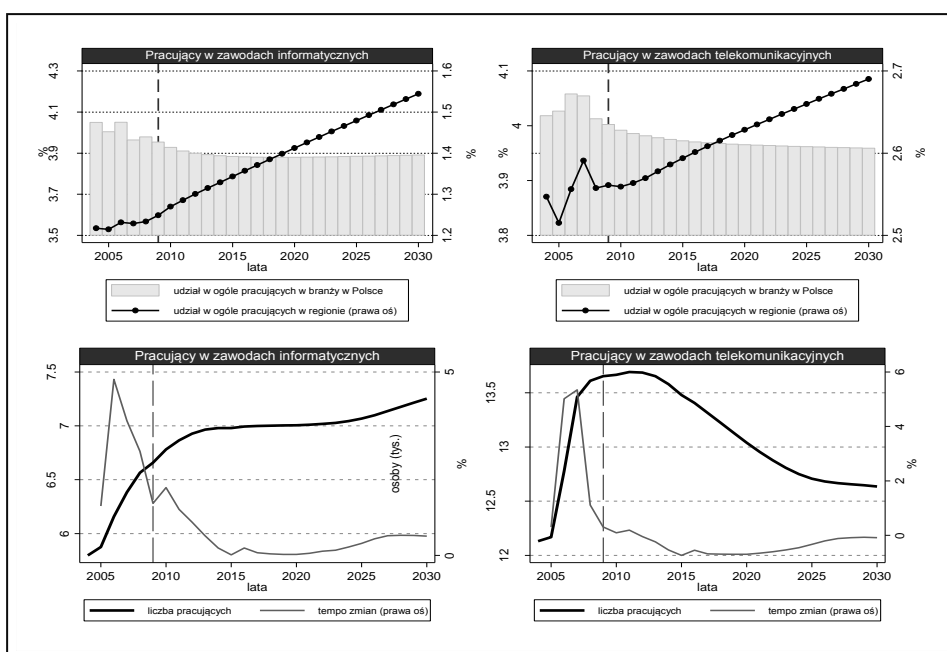 Pracujący w zawodach informatycznych
4.3
4.1
3.9
3.7
3.5
%
1.6
1.5
1.4
1.3
1.2
%
2005 2010 2015 2020 2025 2030
lata
udział w ogóle pracujących w branży w Polsce
udział w ogóle pracujących w regionie (prawa oś)
Pracujący w zawodach telekomunikacyjnych
4.1
4
3.9
3.8
%
2.7
2.6
2.5
%
2005 2010 2015 2020 2025 2030
lata
udział w ogóle pracujących w branży w Polsce
udział w ogóle pracujących w regionie (prawa oś)
Pracujący w zawodach informatycznych
7.5
7
6.5
6
5
0
%
2005 2010 2015 2020 2025 2030
lata
liczba pracujących
tempo zmian (prawa oś)
osoby (tys.)
Pracujący w zawodach telekomunikacyjnych
13.5
13
12.5
12
6
4
2
0
%
2005 2010 2015 2020 2025 2030
lata
liczba pracujących
tempo zmian (prawa oś)